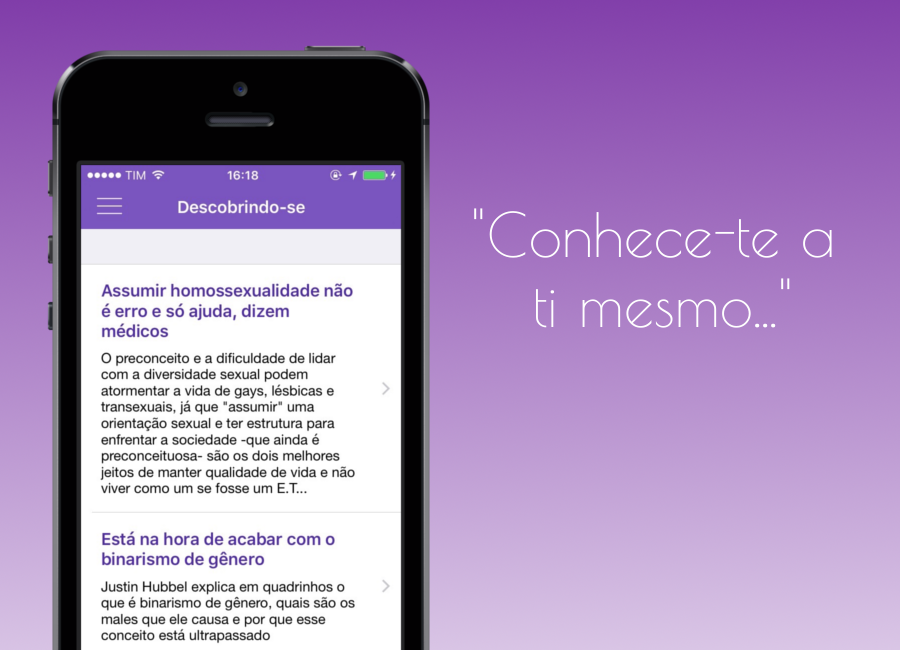 TIM 16:18
Descobrindo-se
Assumir homossexualidade não
é erro e só ajuda, dizem
médicos
O preconceito e a dificuldade de lidar
com a diversidade sexual podem
atormentar a vida de gays, lésbicas e
transexuais, já que "assumir" uma
orientação sexual e ter estrutura para
enfrentar a sociedade -que ainda é
preconceituosa- são os dois melhores
jeitos de manter qualidade de vida e não
viver como um se fosse um E.T...
Está na hora de acabar com o
binarismo de gênero
Justin Hubbel explica em quadrinhos o
que é binarismo de gênero, quais são os
males que ele causa e por que esse
conceito está ultrapassado
"Conhece-te a
ti mesmo..."